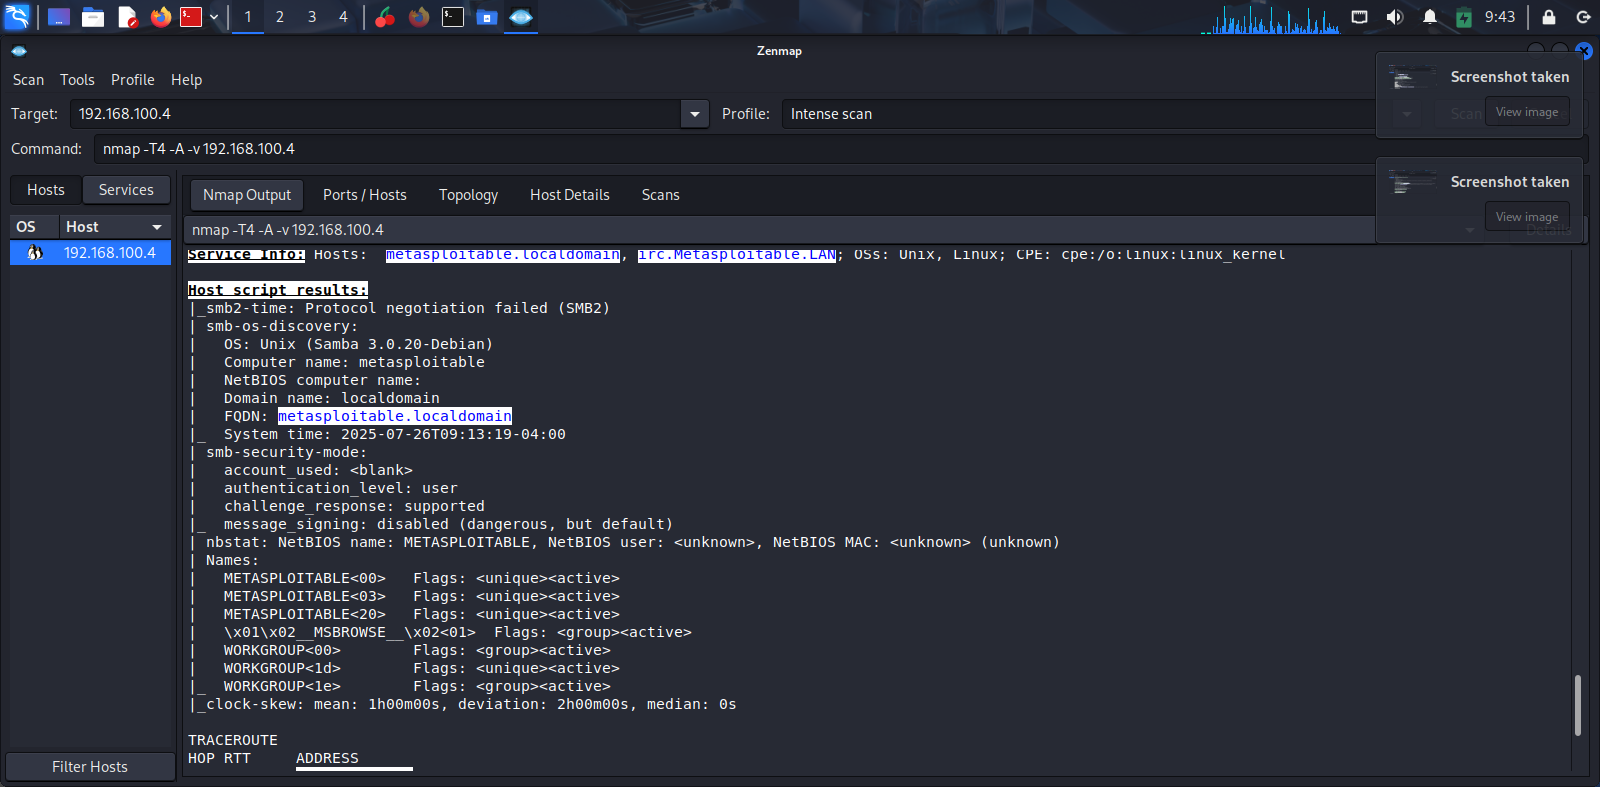 1 2 3 4 9:43
Zenmap
Scan Tools Profile Help
Screenshot taken
View image
Target: 192.168.100.4 Profile: Intense scan Scan
Command: nmap -T4 -A -v 192.168.100.4
Hosts Services
Nmap Output Ports / Hosts Topology Host Details Scans
Screenshot taken
View image
OS Host
nmap -T4 -A -v 192.168.100.4 Details
192.168.100.4
Service Info: Hosts: metasploitable.localdomain, irc.Metasploitable.LAN; OSs: Unix, Linux; CPE: cpe:/o:linux:linux_kernel
Host script results:
|_smb2-time: Protocol negotiation failed (SMB2)
| smb-os-discovery:
|   OS: Unix (Samba 3.0.20-Debian)
|   Computer name: metasploitable
|   NetBIOS computer name:
|   Domain name: localdomain
|   FQDN: metasploitable.localdomain
|_  System time: 2025-07-26T09:13:19-04:00
| smb-security-mode:
|   account_used: <blank>
|   authentication_level: user
|   challenge_response: supported
|_  message_signing: disabled (dangerous, but default)
| nbstat: NetBIOS name: METASPLOITABLE, NetBIOS user: <unknown>, NetBIOS MAC: <unknown> (unknown)
| Names:
|   METASPLOITABLE<00>   Flags: <unique><active>
|   METASPLOITABLE<03>   Flags: <unique><active>
|   METASPLOITABLE<20>   Flags: <unique><active>
|   \x01\x02__MSBROWSE__\x02<01>  Flags: <group><active>
|   WORKGROUP<00>        Flags: <group><active>
|   WORKGROUP<1d>        Flags: <unique><active>
|_  WORKGROUP<1e>        Flags: <group><active>
|_clock-skew: mean: 1h00m00s, deviation: 2h00m00s, median: 0s
TRACEROUTE
HOP RTT     ADDRESS
Filter Hosts